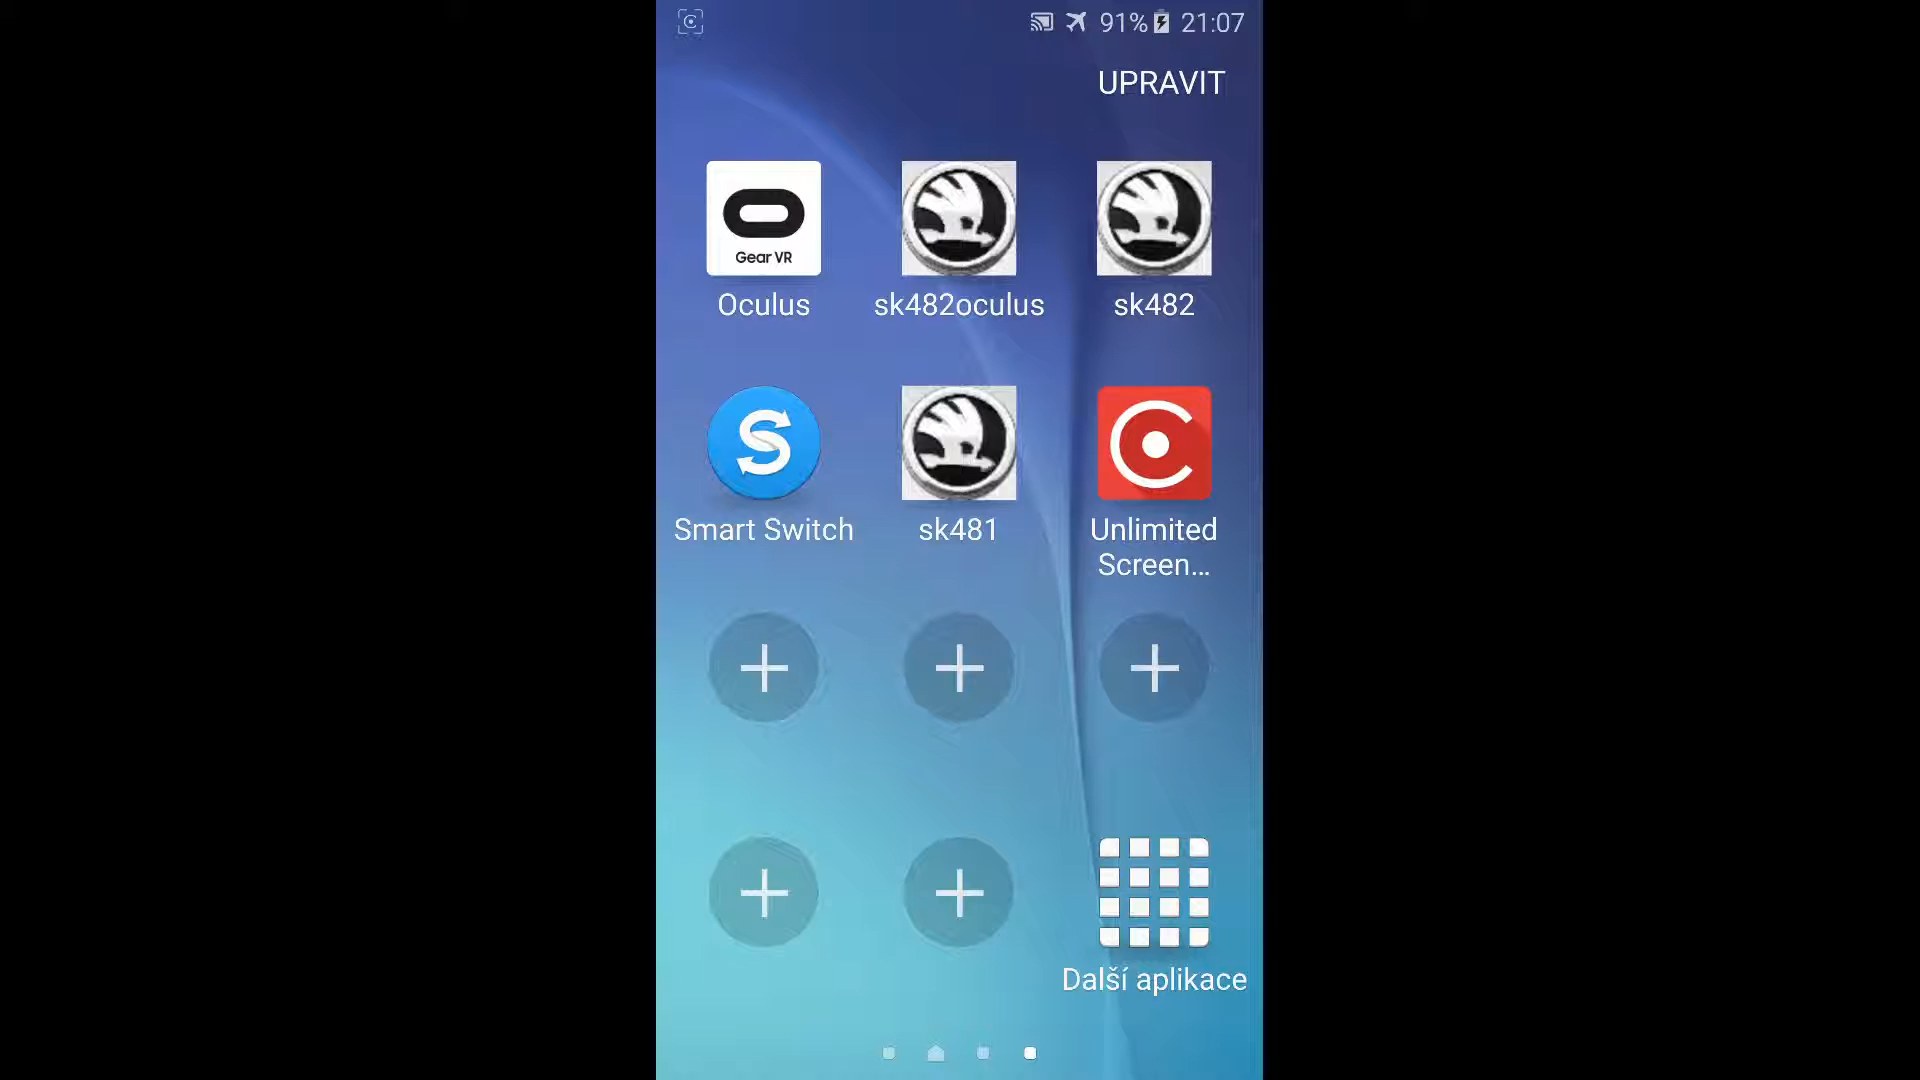 91% 21:07
UPRAVIT
Gear VR
Oculus
sk482oculus
sk482
Smart Switch
sk481
Unlimited
Screen...
Další aplikace